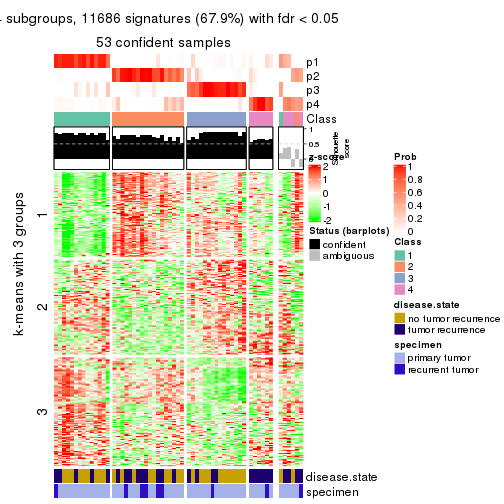 subgroups, 11686 signatures (67.9%) with fdr < 0.05
53 confident samples
p1
p2
p3
p4
Class
1
0.5
0
Silhouette
score
k-means with 3 groups
1
2
3
z-score
2
1
0
-1
-2
Status (barplots)
confident
ambiguous
Prob
1
0.8
0.6
0.4
0.2
0
Class
1
2
3
4
disease.state
no tumor recurrence
tumor recurrence
specimen
primary tumor
recurrent tumor
disease.state
specimen